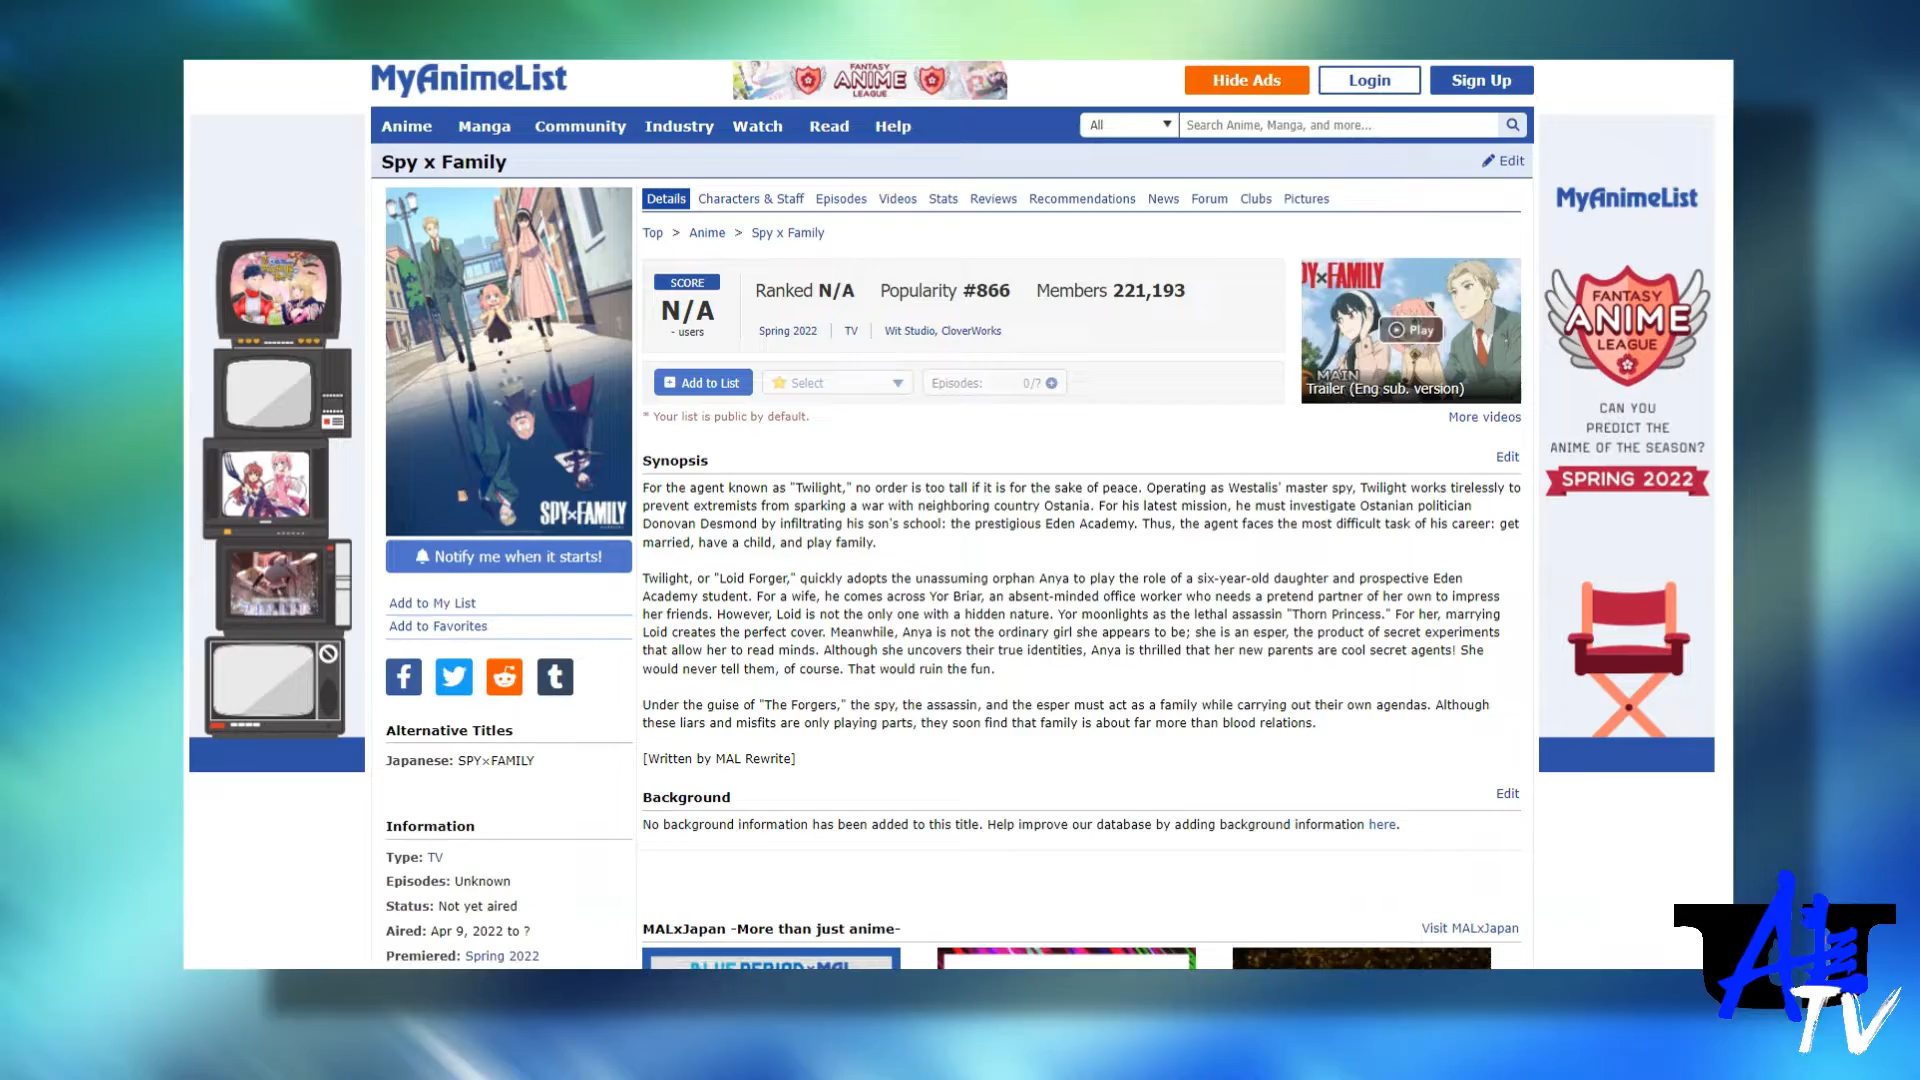 MyAnimeList
FANTASY
ANIME
LEAGUE
Hide Ads
Login
Sign Up
Anime
Manga
Community
Industry
Watch
Read
Help
All
Search Anime, Manga, and more...
Spy x Family
Edit
Details
Characters & Staff
Episodes
Videos
Stats
Reviews
Recommendations
News
Forum
Clubs
Pictures
Top > Anime > Spy x Family
SCORE
N/A
- users
Ranked N/A
Popularity #866
Members 221,193
Spring 2022
TV
Wit Studio, CloverWorks
Add to List
Select
Episodes: 0/?
* Your list is public by default.
PY×FAMILY
Play
MAIN
Trailer (Eng sub. version)
More videos
Synopsis
Edit
For the agent known as "Twilight," no order is too tall if it is for the sake of peace. Operating as Westalis' master spy, Twilight works tirelessly to
prevent extremists from sparking a war with neighboring country Ostania. For his latest mission, he must investigate Ostanian politician
Donovan Desmond by infiltrating his son's school: the prestigious Eden Academy. Thus, the agent faces the most difficult task of his career: get
married, have a child, and play family.
Twilight, or "Loid Forger," quickly adopts the unassuming orphan Anya to play the role of a six-year-old daughter and prospective Eden
Academy student. For a wife, he comes across Yor Briar, an absent-minded office worker who needs a pretend partner of her own to impress
her friends. However, Loid is not the only one with a hidden nature. Yor moonlights as the lethal assassin "Thorn Princess." For her, marrying
Loid creates the perfect cover. Meanwhile, Anya is not the ordinary girl she appears to be; she is an esper, the product of secret experiments
that allow her to read minds. Although she uncovers their true identities, Anya is thrilled that her new parents are cool secret agents! She
would never tell them, of course. That would ruin the fun.
Under the guise of "The Forgers," the spy, the assassin, and the esper must act as a family while carrying out their own agendas. Although
these liars and misfits are only playing parts, they soon find that family is about far more than blood relations.
[Written by MAL Rewrite]
Background
Edit
No background information has been added to this title. Help improve our database by adding background information here.
MALxJapan -More than just anime-
Visit MALxJapan
BLUE PERIOD×MAL
SPY×FAMILY
Notify me when it starts!
Add to My List
Add to Favorites
Alternative Titles
Japanese: SPY×FAMILY
Information
Type: TV
Episodes: Unknown
Status: Not yet aired
Aired: Apr 9, 2022 to ?
Premiered: Spring 2022
MyAnimeList
FANTASY
ANIME
LEAGUE
CAN YOU
PREDICT THE
ANIME OF THE SEASON?
SPRING 2022
TV